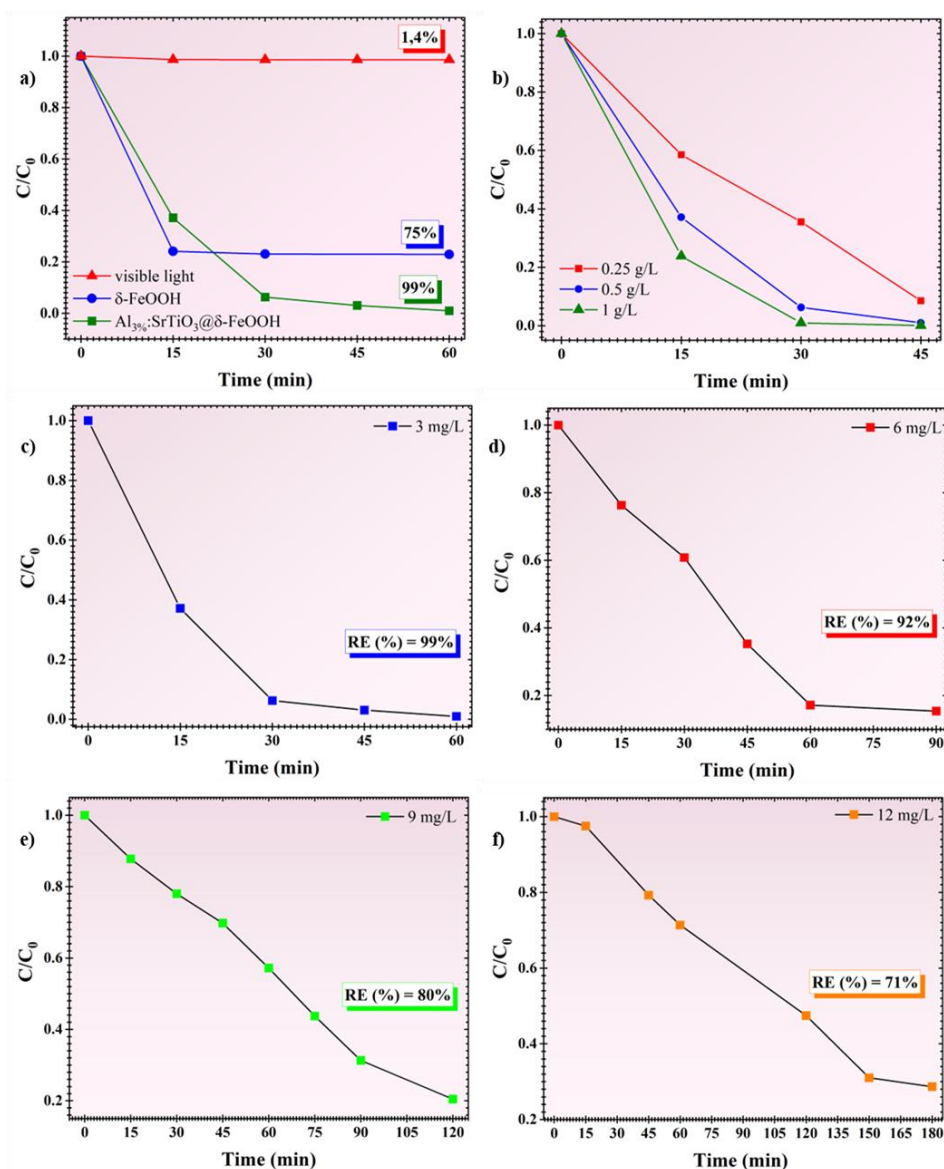 a)
1,4%
75%
99%
visible light
δ-FeOOH
Al3%:SrTiO3@δ-FeOOH
C/C0
1.0
0.8
0.6
0.4
0.2
0.0
0 15 30 45 60
Time (min)
b)
0.25 g/L
0.5 g/L
1 g/L
C/C0
1.0
0.8
0.6
0.4
0.2
0.0
0 15 30 45
Time (min)
c)
3 mg/L
RE (%) = 99%
C/C0
1.0
0.8
0.6
0.4
0.2
0.0
0 15 30 45 60
Time (min)
d)
6 mg/L
RE (%) = 92%
C/C0
1.0
0.8
0.6
0.4
0.2
0 15 30 45 60 75 90
Time (min)
e)
9 mg/L
RE (%) = 80%
C/C0
1.0
0.8
0.6
0.4
0.2
0 15 30 45 60 75 90 105 120
Time (min)
f)
12 mg/L
RE (%) = 71%
C/C0
1.0
0.8
0.6
0.4
0.2
0 15 30 45 60 75 90 105 120 135 150 165 180
Time (min)